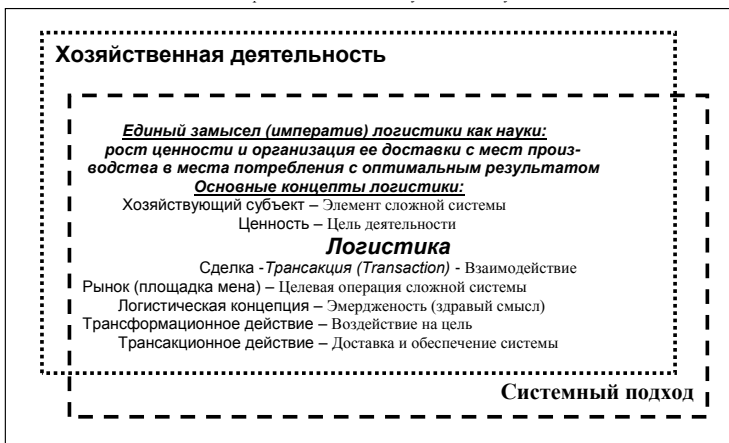 Хозяйственная деятельность
Единый замысел (императив) логистики как науки:
рост ценности и организация ее доставки с мест произ-
водства в места потребления с оптимальным результатом
Основные концепты логистики:
Хозяйствующий субъект – Элемент сложной системы
Ценность – Цель деятельности
Логистика
Сделка -Трансакция (Transaction) - Взаимодействие
Рынок (площадка мена) – Целевая операция сложной системы
Логистическая концепция – Эмердженость (здравый смысл)
Трансформационное действие – Воздействие на цель
Трансакционное действие – Доставка и обеспечение системы
Системный подход